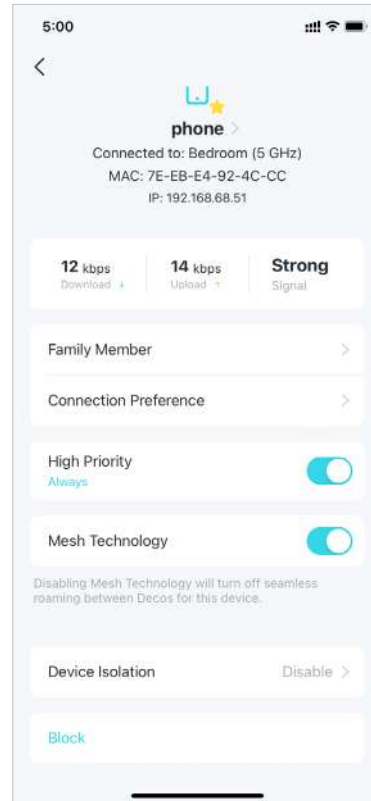 5:00
phone
Connected to: Bedroom (5 GHz)
MAC: 7E-EB-E4-92-4C-CC
IP: 192.168.68.51
12 kbps 14 kbps Strong
Download Upload Signal
Family Member
Connection Preference
High Priority
Always
Mesh Technology
Disabling Mesh Technology will turn off seamless
roaming between Decos for this device.
Device Isolation Disable
Block